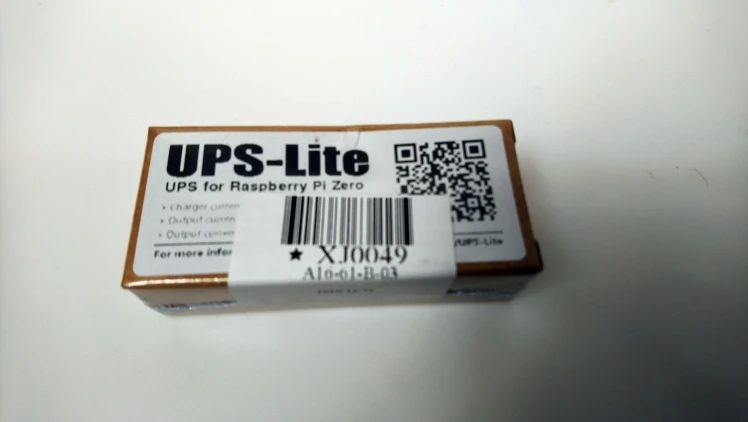 UPS-Lite
UPS for Raspberry Pi Zero
› Charger curren
› Output curren
› Output curren
For more infor
/UPS-Lite
★ XJ0049
A16-61-B-03